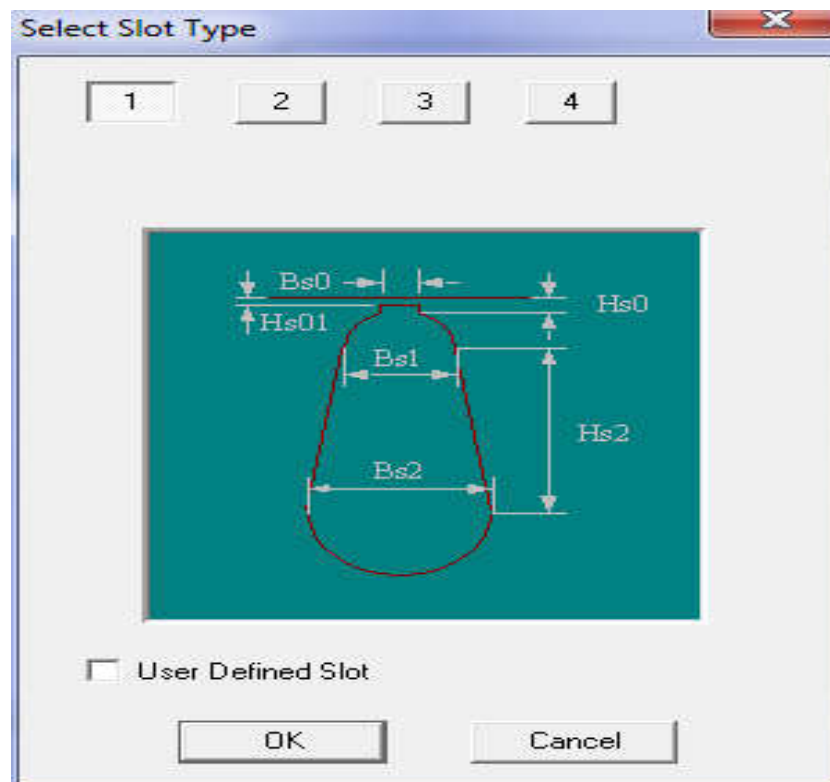 Select Slot Type
1 2 3 4
Bs0
Hs0
Hs01
Bs1
Hs2
Bs2
User Defined Slot
OK Cancel